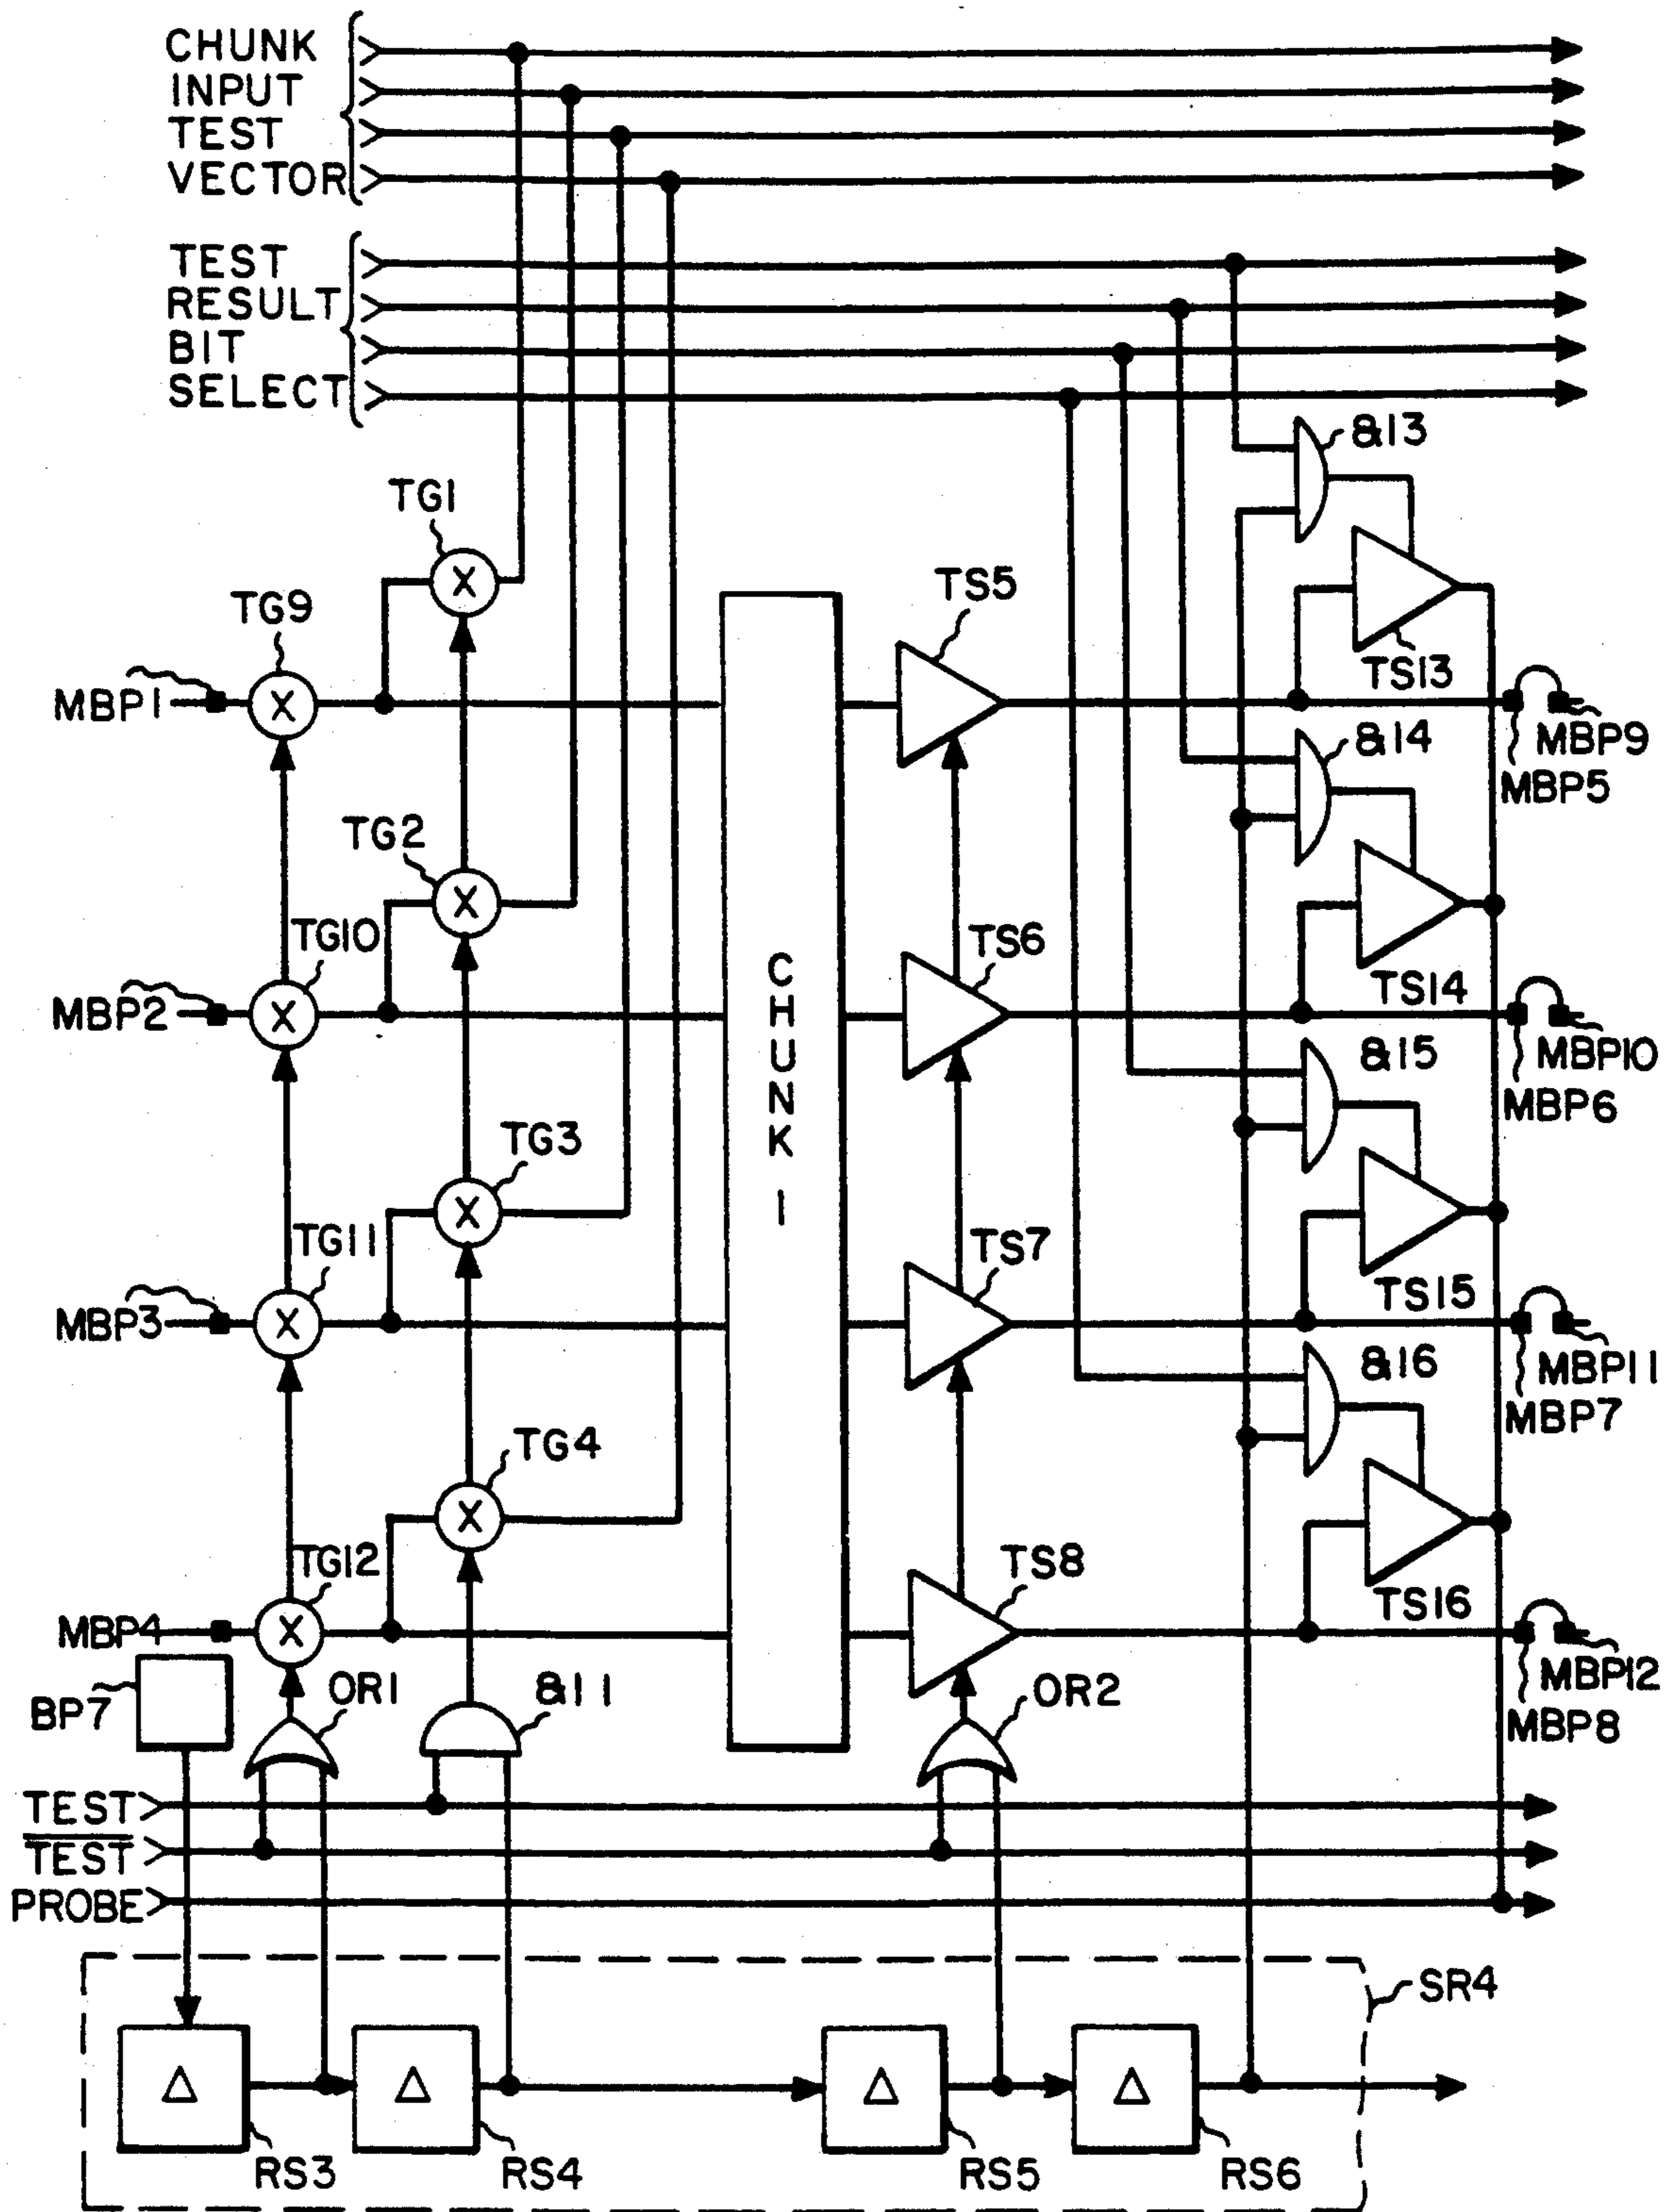 CHUNK
INPUT
TEST
VECTOR
TEST
RESULT
BIT
SELECT
&13
TG1
TS5
TG9
TS13
MBP1
MBP9
&14
MBP5
TG2
TG10
TS6
CHUNK 1
TS14
MBP2
MBP10
&15
MBP6
TG3
TG11
TS7
TS15
MBP3
MBP11
&16
MBP7
TG4
TG12
TS8
TS16
MBP4
MBP12
OR1
&11
OR2
BP7
MBP8
TEST
TEST
PROBE
SR4
Δ
Δ
Δ
Δ
RS3
RS4
RS5
RS6